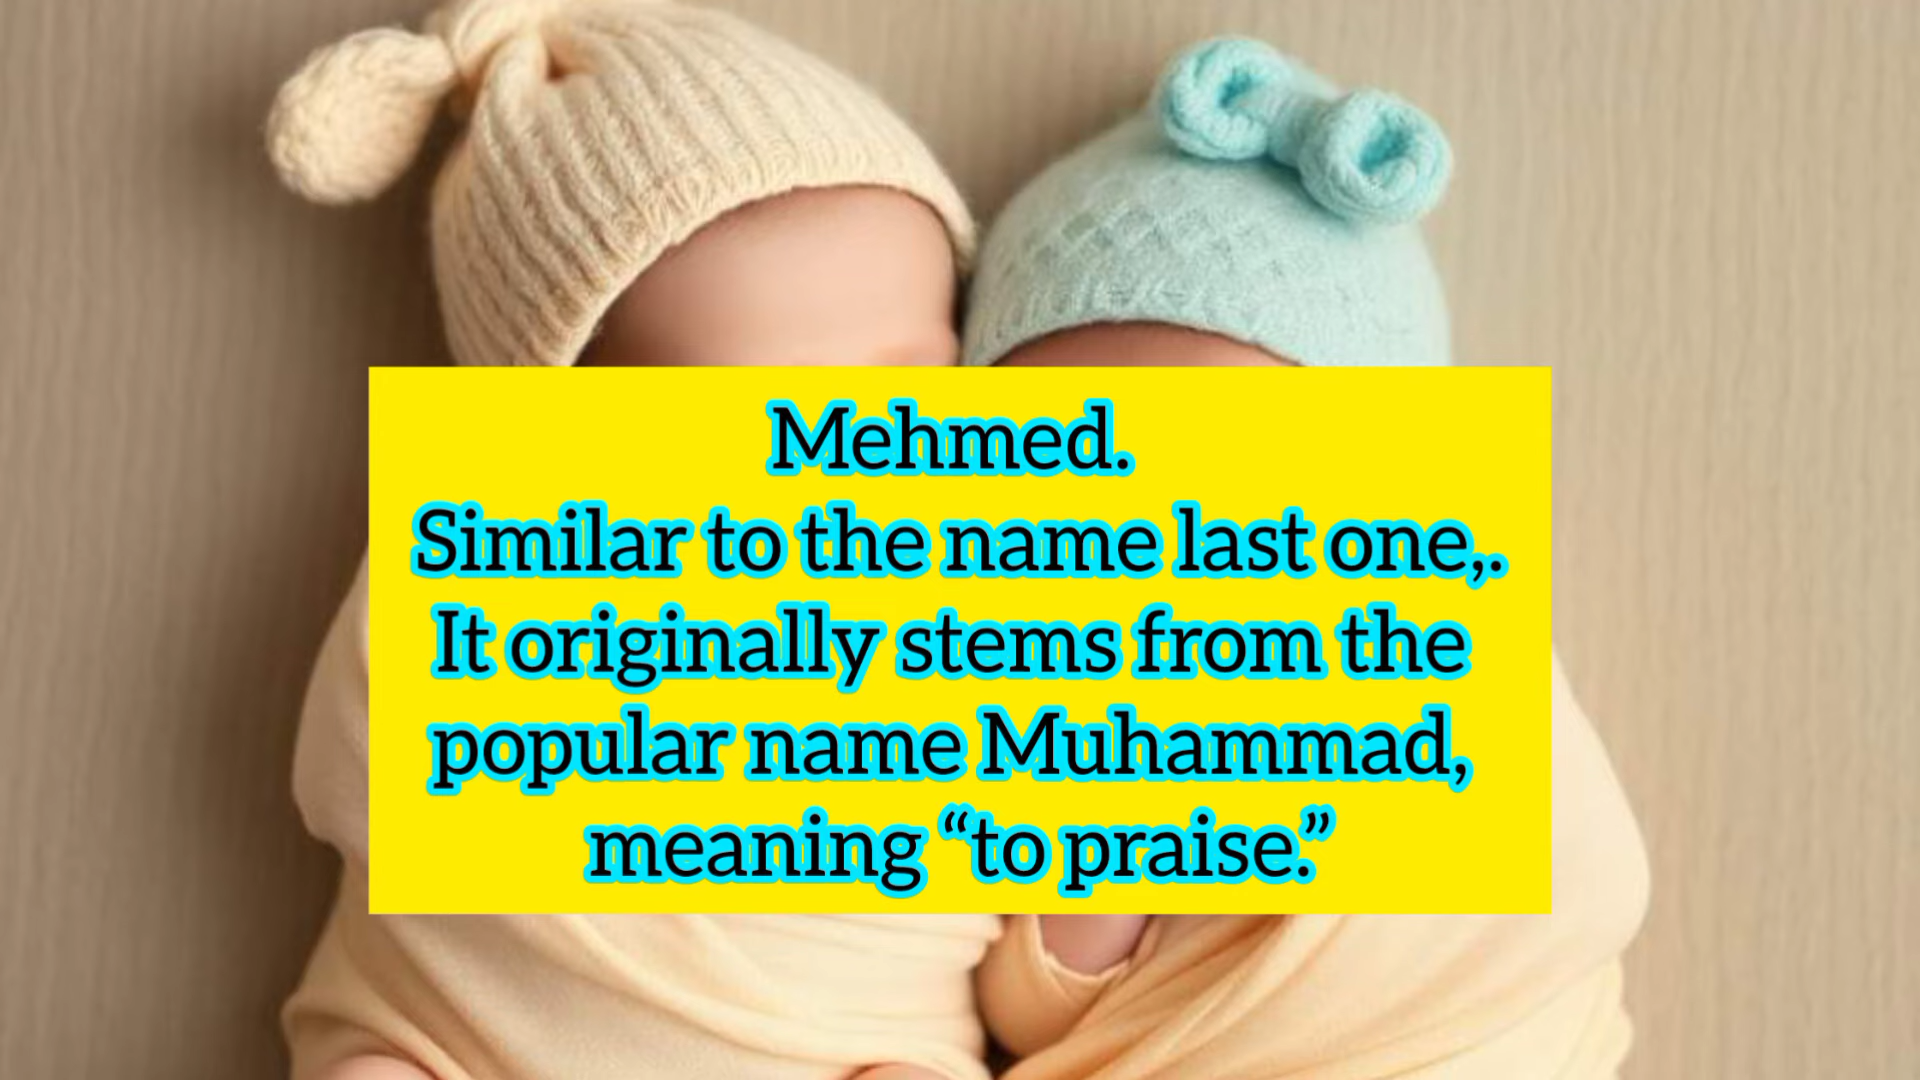 Mehmed.
Similar to the name last one,.
It originally stems from the
popular name Muhammad,
meaning “to praise.”